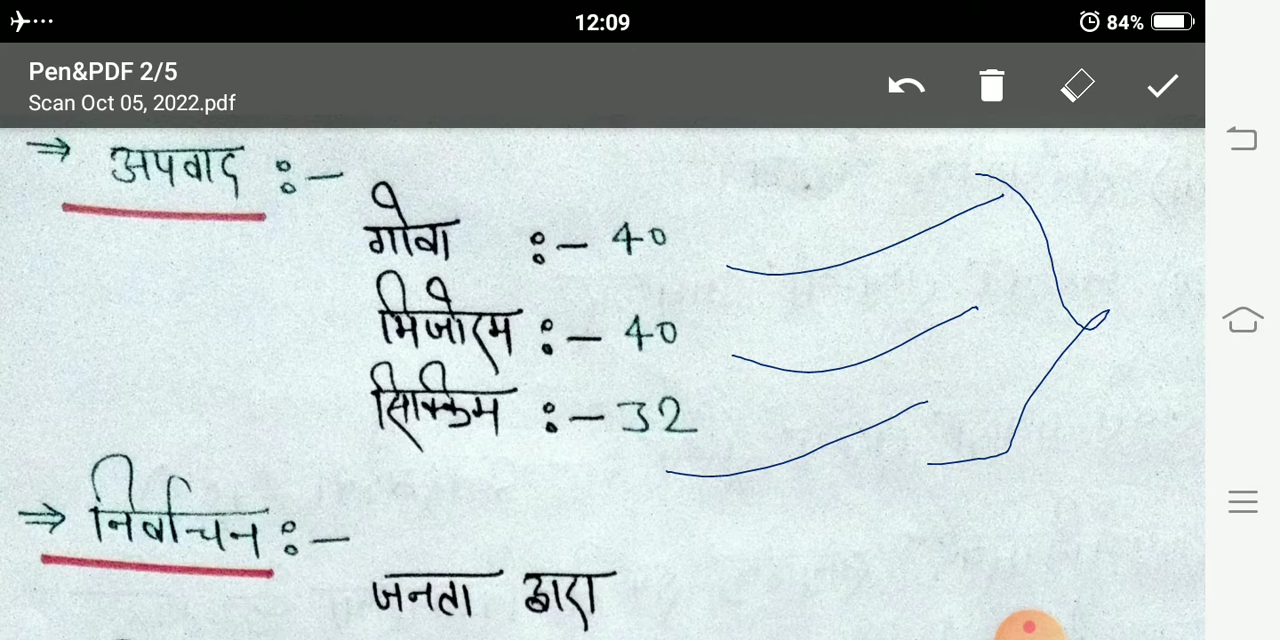 12:09
84%
Pen&PDF 2/5
Scan Oct 05, 2022.pdf
⇒ अपवाद :-
गोवा :- 40
मिजोरम :- 40
सिक्किम :- 32
⇒ निर्वाचन :-
जनता द्वारा